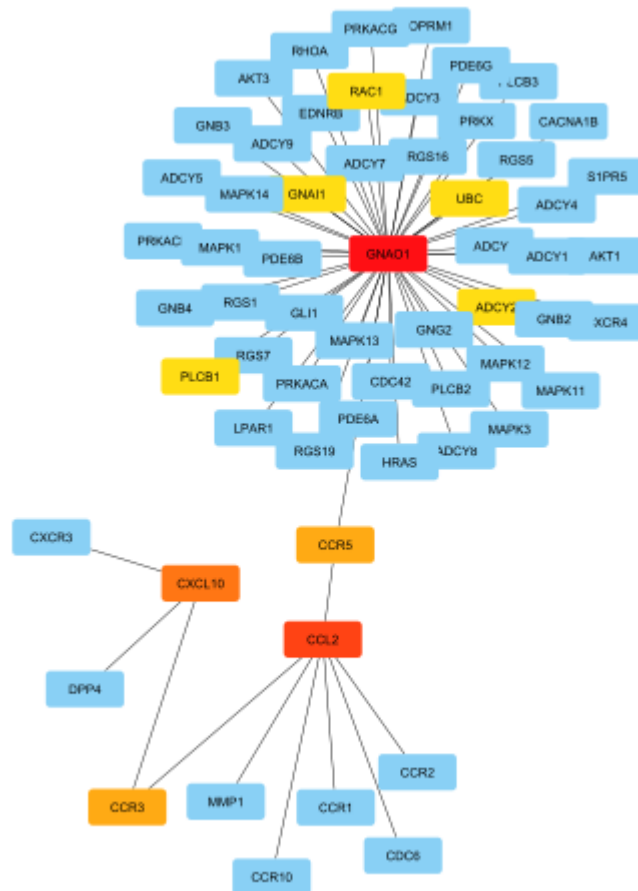 PRKACG
OPRM1
RHOA
PDE6G
PLCB3
AKT3
RAC1
ADCY3
EDNRB
PRKX
CACNA1B
GNB3
ADCY9
ADCY7
RGS16
RGS5
S1PR5
ADCY5
MAPK14
GNAI1
UBC
ADCY4
PRKAC
MAPK1
PDE6B
GNAO1
ADCY
ADCY1
AKT1
GNB4
RGS1
GLI1
ADCY2
GNB2
XCR4
GNG2
MAPK13
RGS7
MAPK12
PLCB1
PRKACA
CDC42
PLCB2
MAPK11
LPAR1
PDE6A
MAPK3
RGS19
HRAS
ADCY8
CXCR3
CCR5
CXCL10
CCL2
DPP4
CCR2
CCR3
MMP1
CCR1
CDC6
CCR10